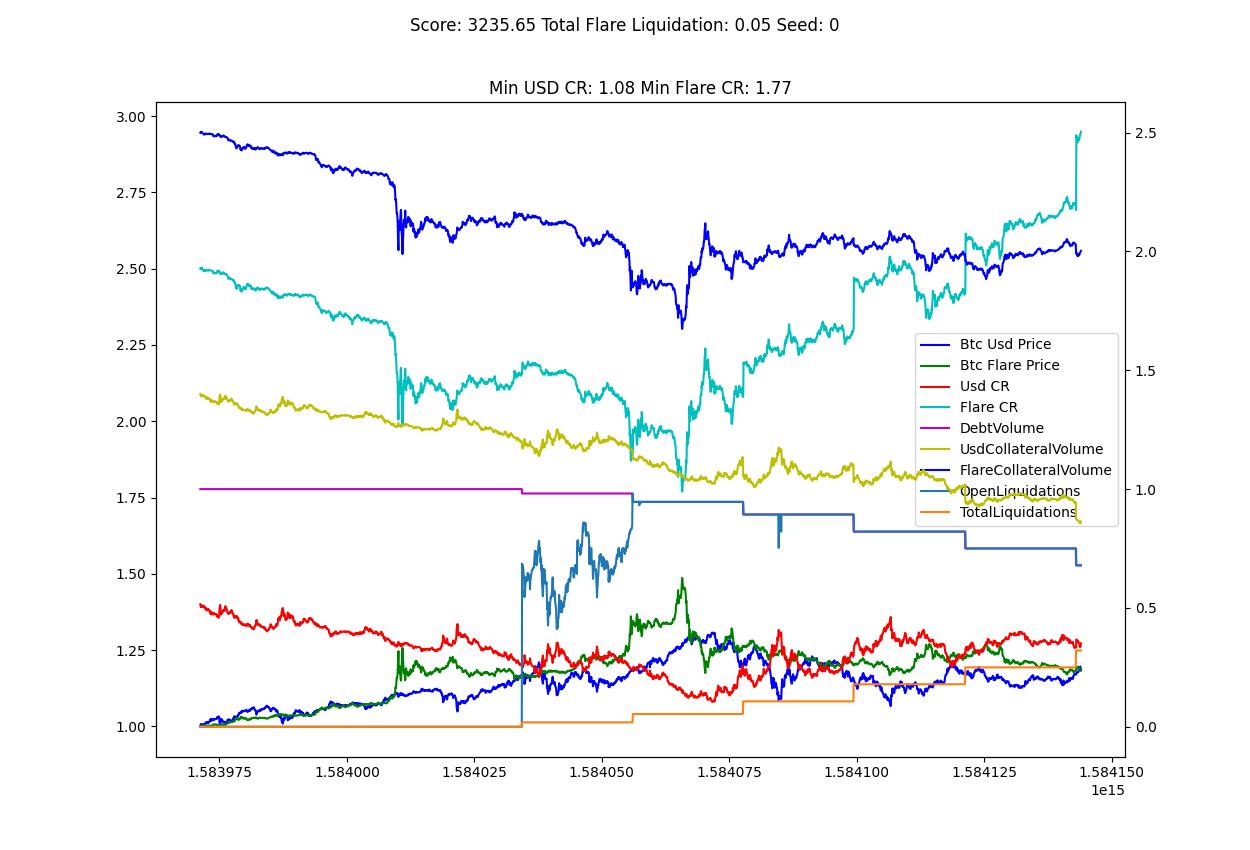 Score: 3235.65 Total Flare Liquidation: 0.05 Seed: 0
Min USD CR: 1.08 Min Flare CR: 1.77
3.00
2.75
2.50
2.25
2.00
1.75
1.50
1.25
1.00
2.5
2.0
1.5
1.0
0.5
0.0
Btc Usd Price
Btc Flare Price
Usd CR
Flare CR
DebtVolume
UsdCollateralVolume
FlareCollateralVolume
OpenLiquidations
TotalLiquidations
1.583975 1.584000 1.584025 1.584050 1.584075 1.584100 1.584125 1.584150
1e15